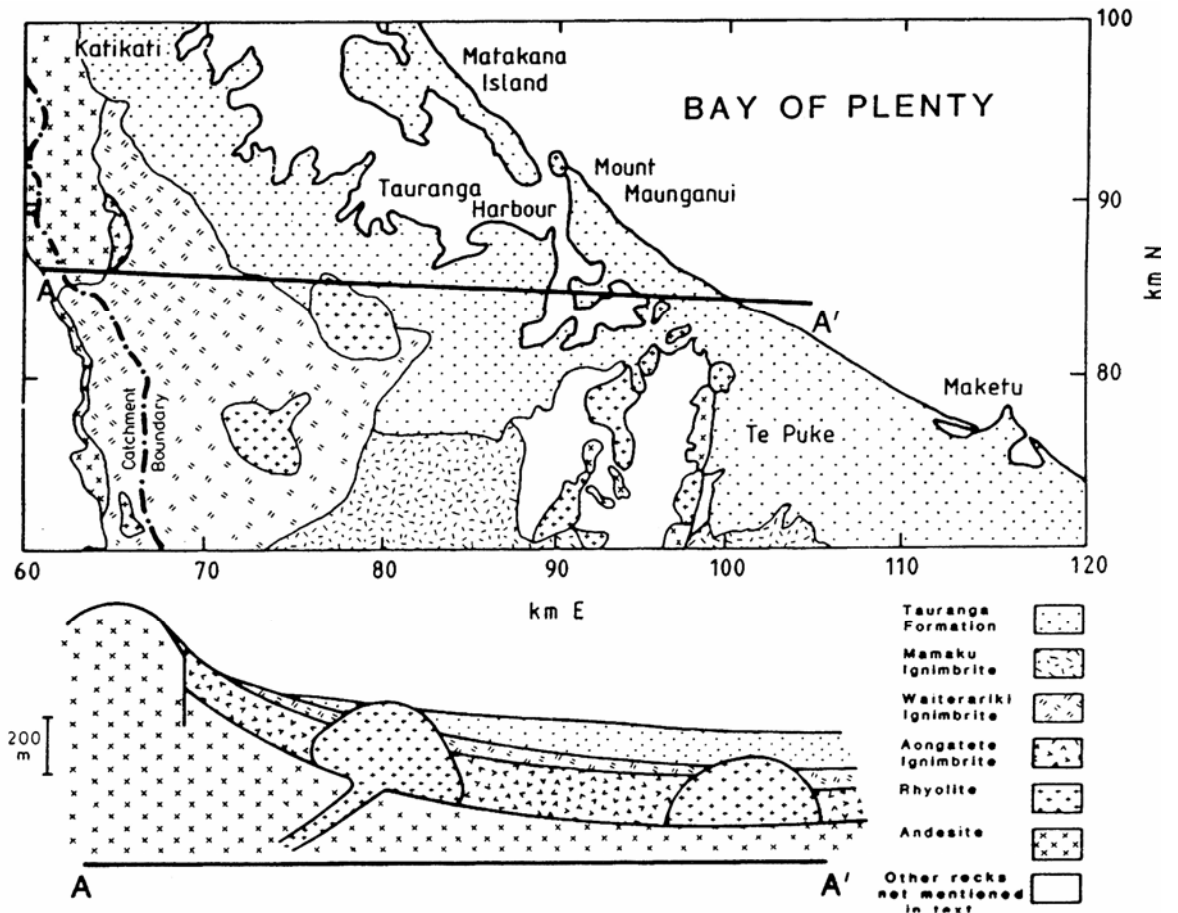 100
Katikati
Matakana
Island
BAY OF PLENTY
Mount
Maunganui
Tauranga
Harbour
90
km N
A
A'
80
Catchment
Boundary
Maketu
Te Puke
60
70
80
90
100
110
120
km E
200
m
A
A'
Tauranga
Formation
Mamaku
Ignimbrite
Waiterariki
Ignimbrite
Aongatete
Ignimbrite
Rhyolite
Andesite
Other rocks
not mentioned
in text